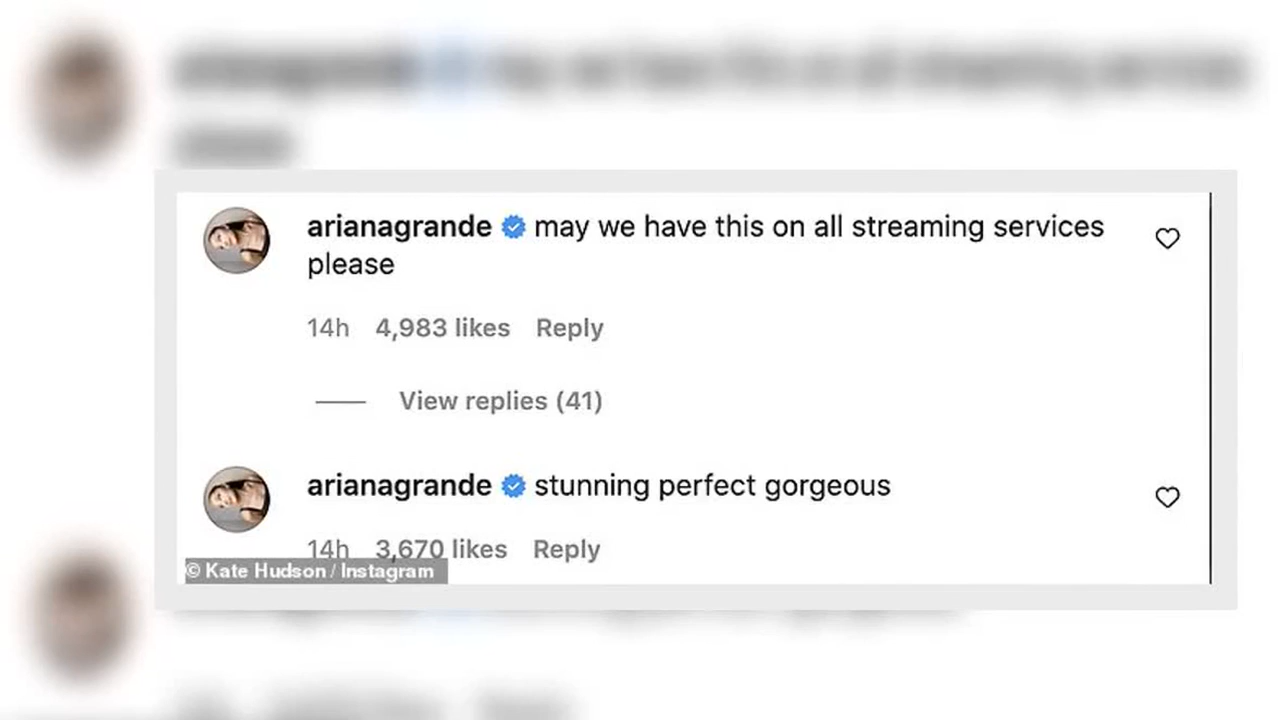 arianagrande may we have this on all streaming services
please
14h 4,983 likes Reply
View replies (41)
arianagrande stunning perfect gorgeous
14h 3,670 likes Reply
© Kate Hudson / Instagram